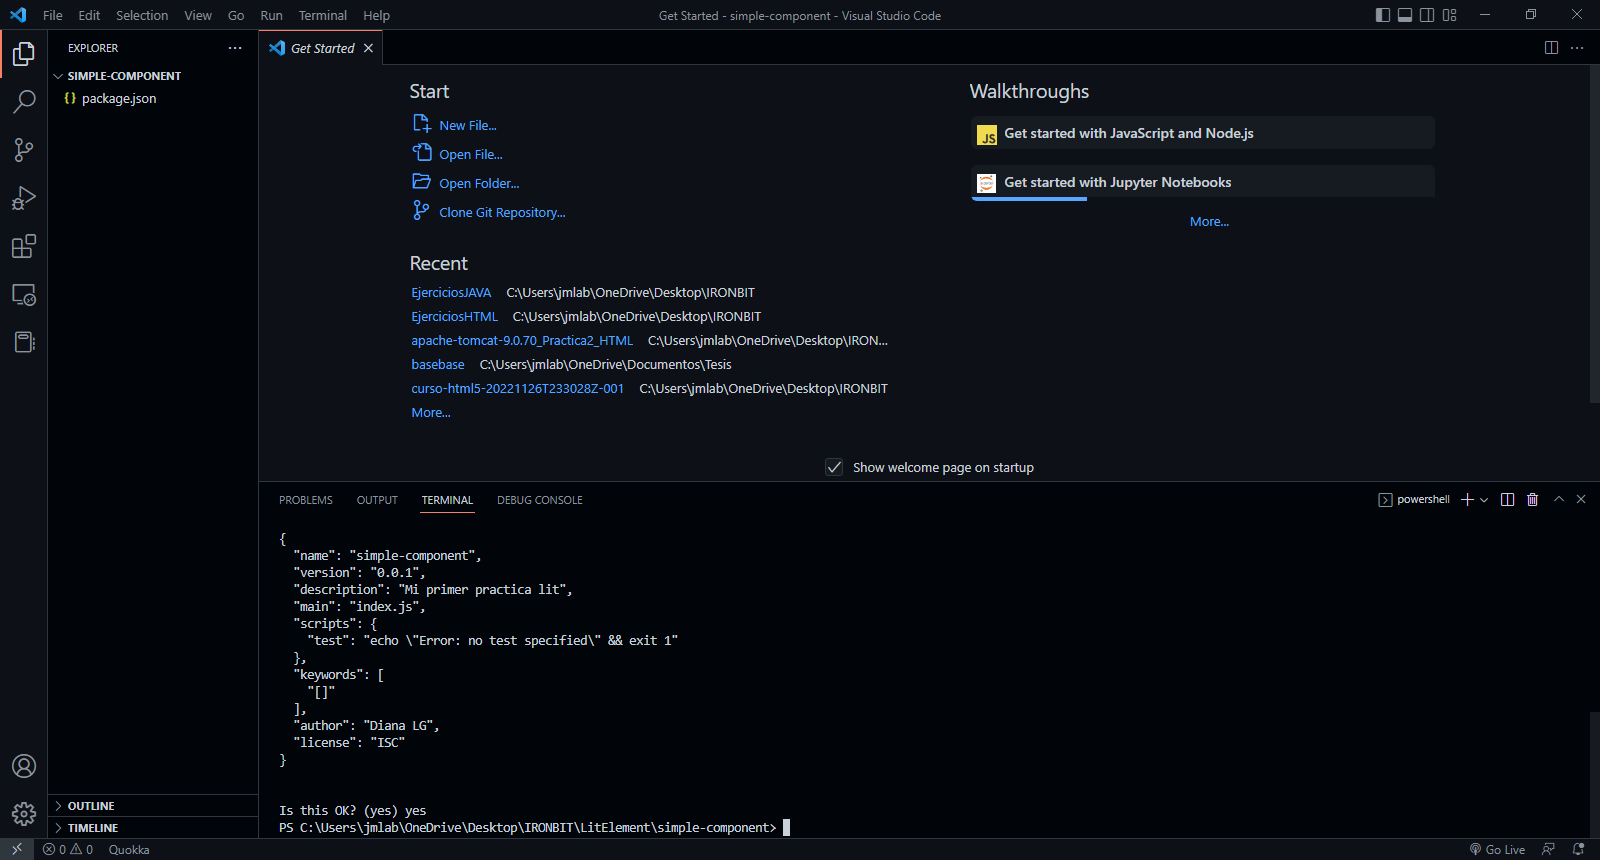 File Edit Selection View Go Run Terminal Help
Get Started - simple-component - Visual Studio Code
EXPLORER
SIMPLE-COMPONENT
{} package.json
OUTLINE
TIMELINE
Get Started
Start
New File...
Open File...
Open Folder...
Clone Git Repository...
Recent
EjerciciosJAVA C:\Users\jmlab\OneDrive\Desktop\IRONBIT
EjerciciosHTML C:\Users\jmlab\OneDrive\Desktop\IRONBIT
apache-tomcat-9.0.70_Practica2_HTML C:\Users\jmlab\OneDrive\Desktop\IRON...
basebase C:\Users\jmlab\OneDrive\Documentos\Tesis
curso-html5-20221126T233028Z-001 C:\Users\jmlab\OneDrive\Desktop\IRONBIT
More...
Walkthroughs
JS Get started with JavaScript and Node.js
Get started with Jupyter Notebooks
More...
Show welcome page on startup
PROBLEMS OUTPUT TERMINAL DEBUG CONSOLE
powershell
{
  "name": "simple-component",
  "version": "0.0.1",
  "description": "Mi primer practica lit",
  "main": "index.js",
  "scripts": {
    "test": "echo \"Error: no test specified\" && exit 1"
  },
  "keywords": [
    "[]"
  ],
  "author": "Diana LG",
  "license": "ISC"
}
Is this OK? (yes) yes
PS C:\Users\jmlab\OneDrive\Desktop\IRONBIT\LitElement\simple-component>
0 0 Quokka
Go Live